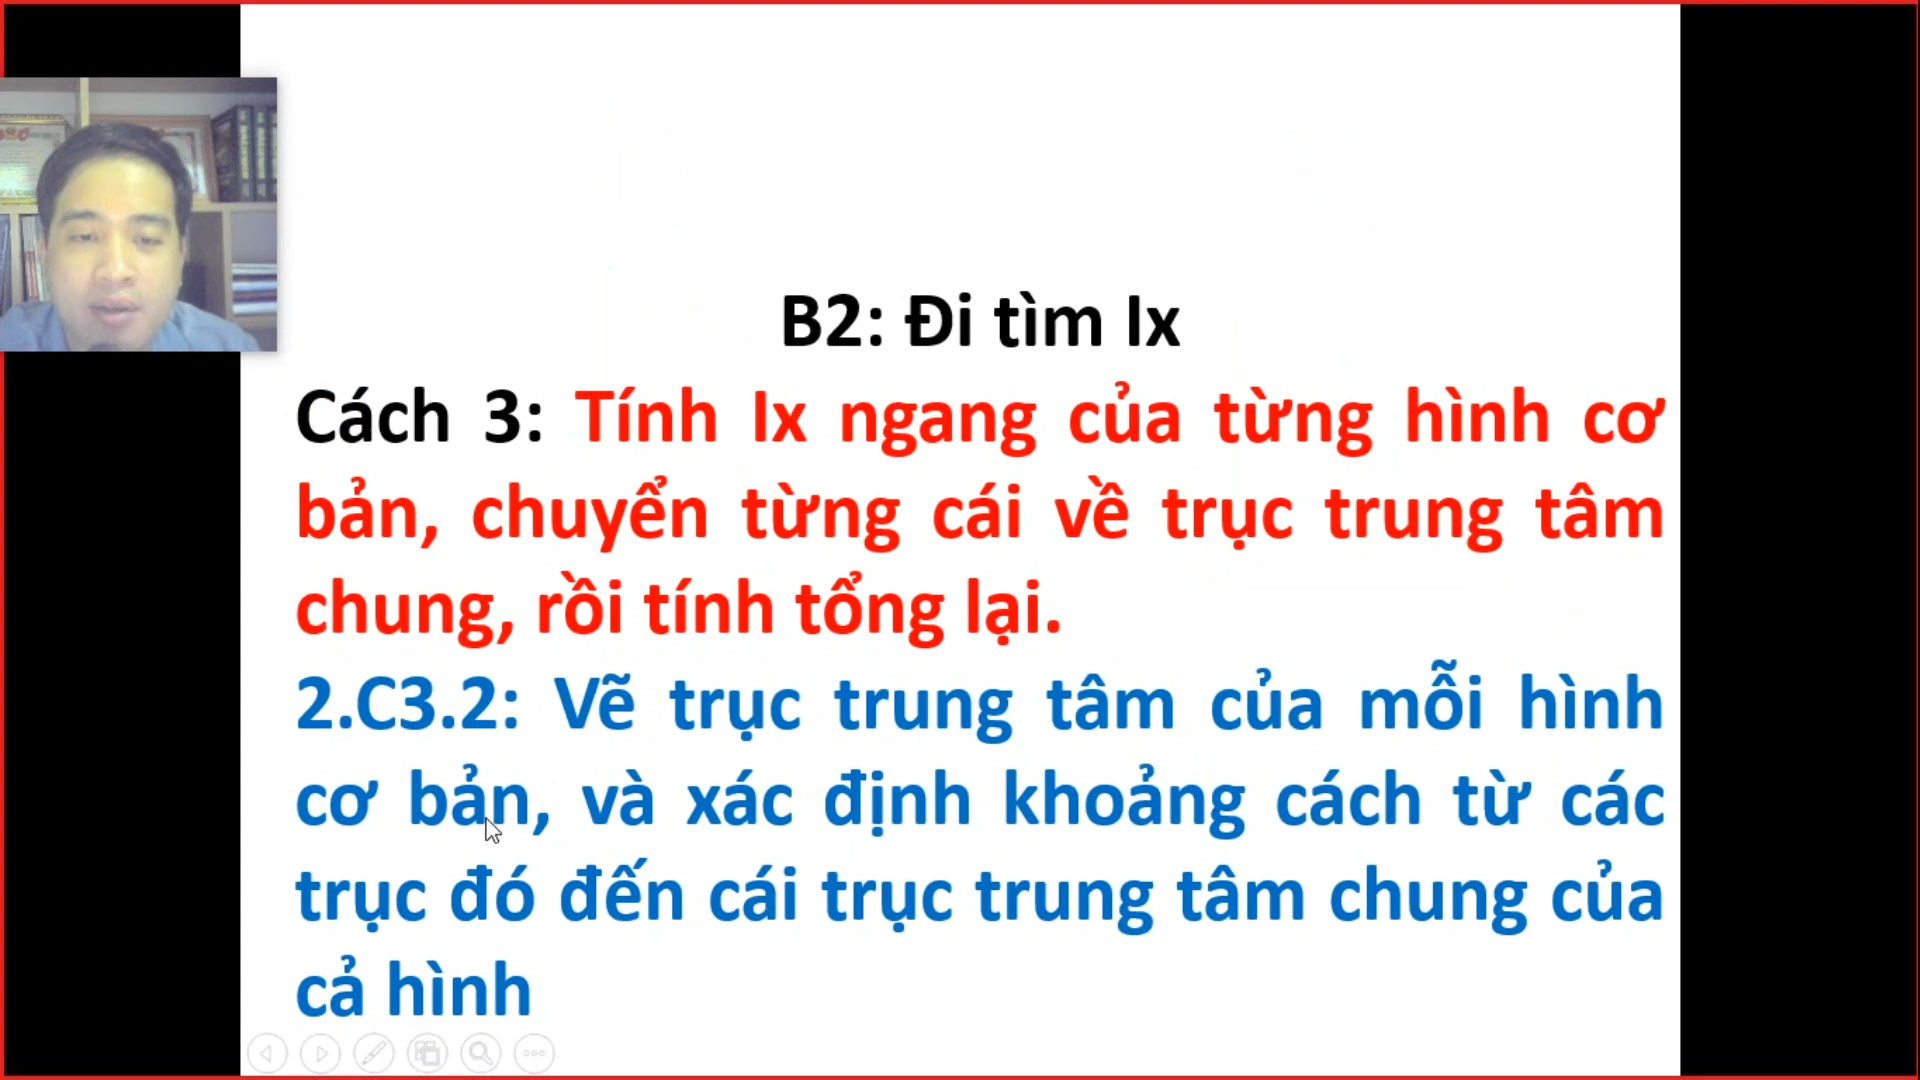 B2: Đi tìm Ix
Cách 3: Tính Ix ngang của từng hình cơ
bản, chuyển từng cái về trục trung tâm
chung, rồi tính tổng lại.
2.C3.2: Vẽ trục trung tâm của mỗi hình
cơ bản, và xác định khoảng cách từ các
trục đó đến cái trục trung tâm chung của
cả hình